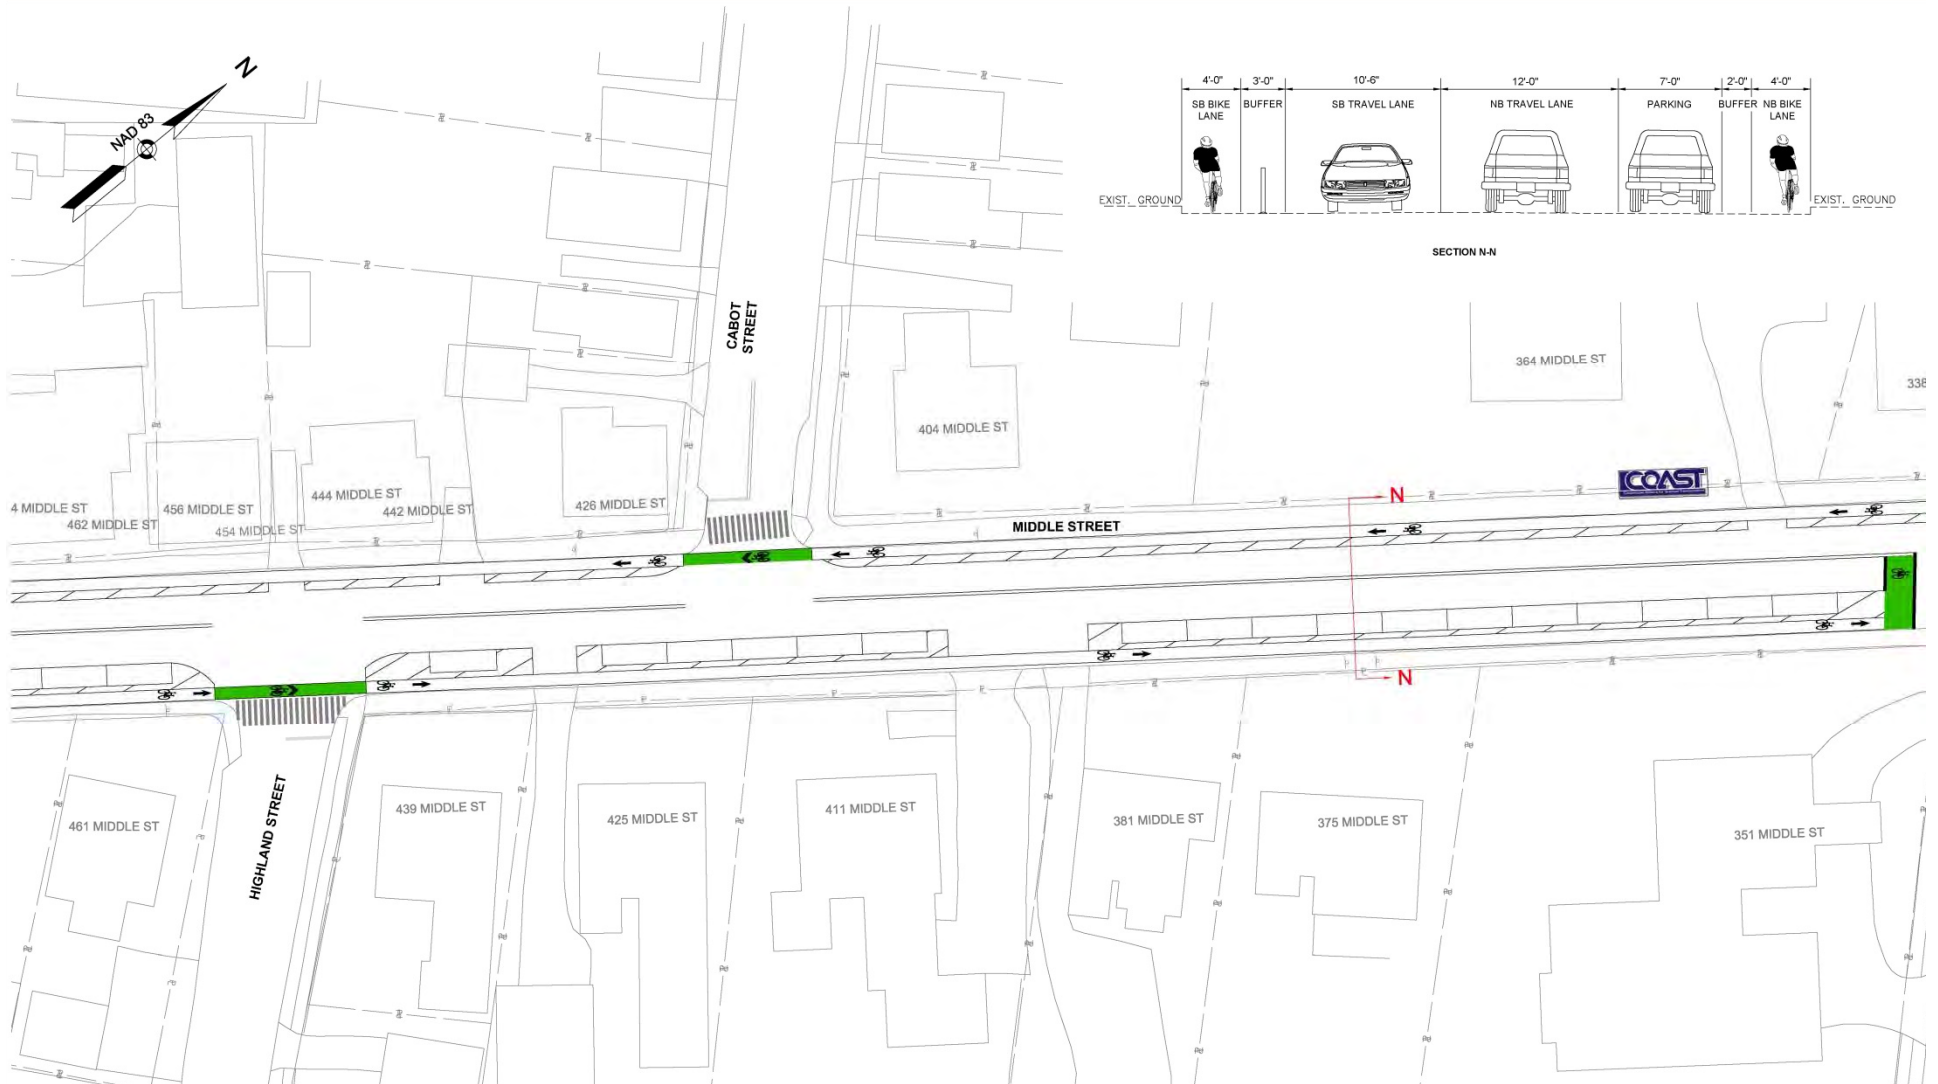 N
NAD 83
4'-0"
3'-0"
10'-6"
12'-0"
7'-0"
2'-0"
4'-0"
SB BIKE
LANE
BUFFER
SB TRAVEL LANE
NB TRAVEL LANE
PARKING
BUFFER
NB BIKE
LANE
EXIST. GROUND
EXIST. GROUND
SECTION N-N
CABOT
STREET
364 MIDDLE ST
338
404 MIDDLE ST
COAST
4 MIDDLE ST
462 MIDDLE ST
456 MIDDLE ST
454 MIDDLE ST
444 MIDDLE ST
442 MIDDLE ST
426 MIDDLE ST
MIDDLE STREET
N
N
HIGHLAND STREET
461 MIDDLE ST
439 MIDDLE ST
425 MIDDLE ST
411 MIDDLE ST
381 MIDDLE ST
375 MIDDLE ST
351 MIDDLE ST